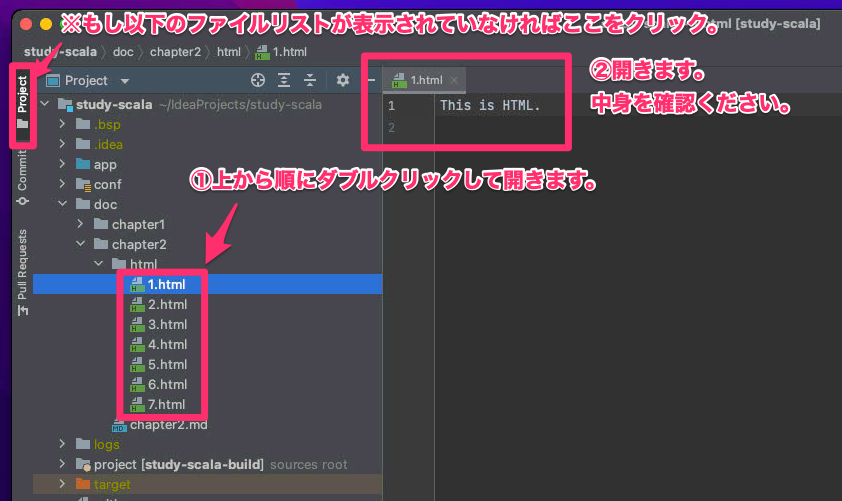 ※もし以下のファイルリストが表示されていなければここをクリック。
html [study-scala]
study-scala 〉 doc 〉 chapter2 〉 html 〉 1.html
Project
Commit
Pull Requests
Project
1.html
②開きます。
中身を確認ください。
1 This is HTML.
2
study-scala ~/IdeaProjects/study-scala
.bsp
.idea
app
conf
①上から順にダブルクリックして開きます。
doc
chapter1
chapter2
html
1.html
2.html
3.html
4.html
5.html
6.html
7.html
chapter2.md
logs
project [study-scala-build] sources root
target